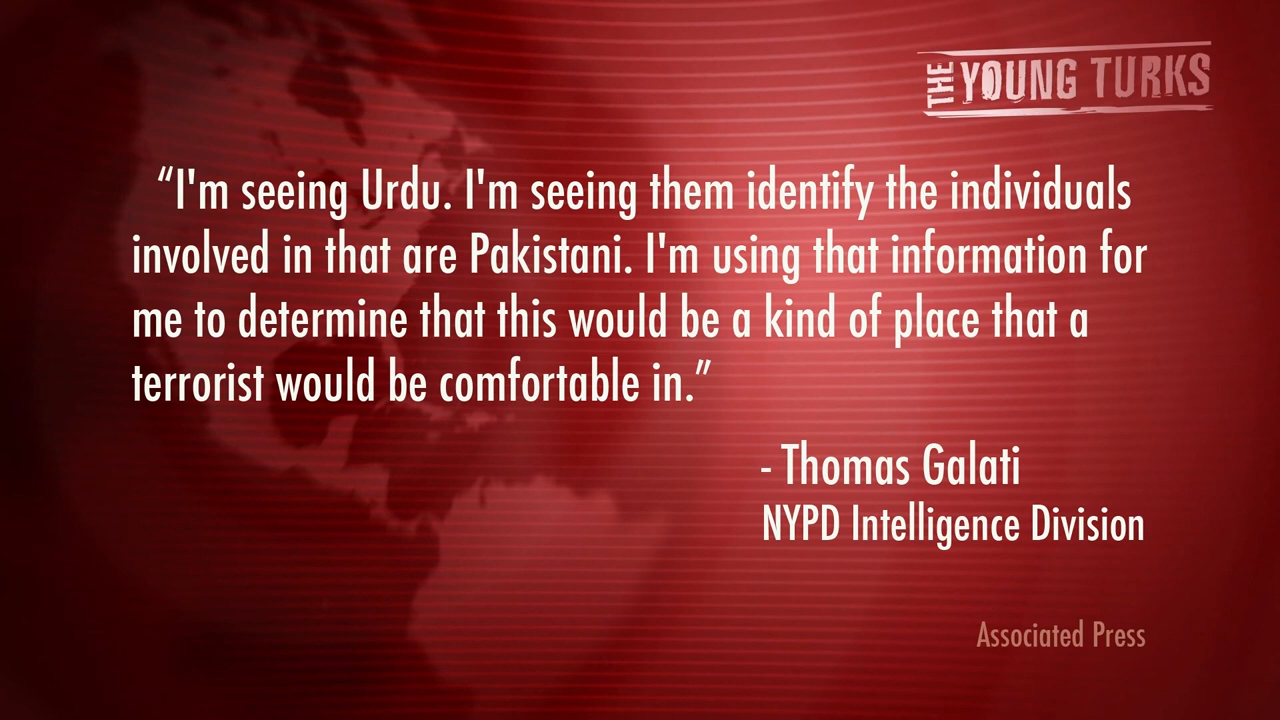 THE YOUNG TURKS
“I'm seeing Urdu. I'm seeing them identify the individuals
involved in that are Pakistani. I'm using that information for
me to determine that this would be a kind of place that a
terrorist would be comfortable in.”
- Thomas Galati
NYPD Intelligence Division
Associated Press